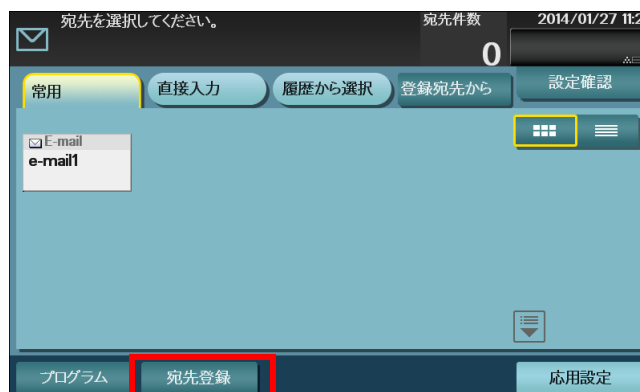 宛先を選択してください。
宛先件数
2014/01/27 11:2
0
常用
直接入力
履歴から選択
登録宛先から
設定確認
E-mail
e-mail1
プログラム
宛先登録
応用設定